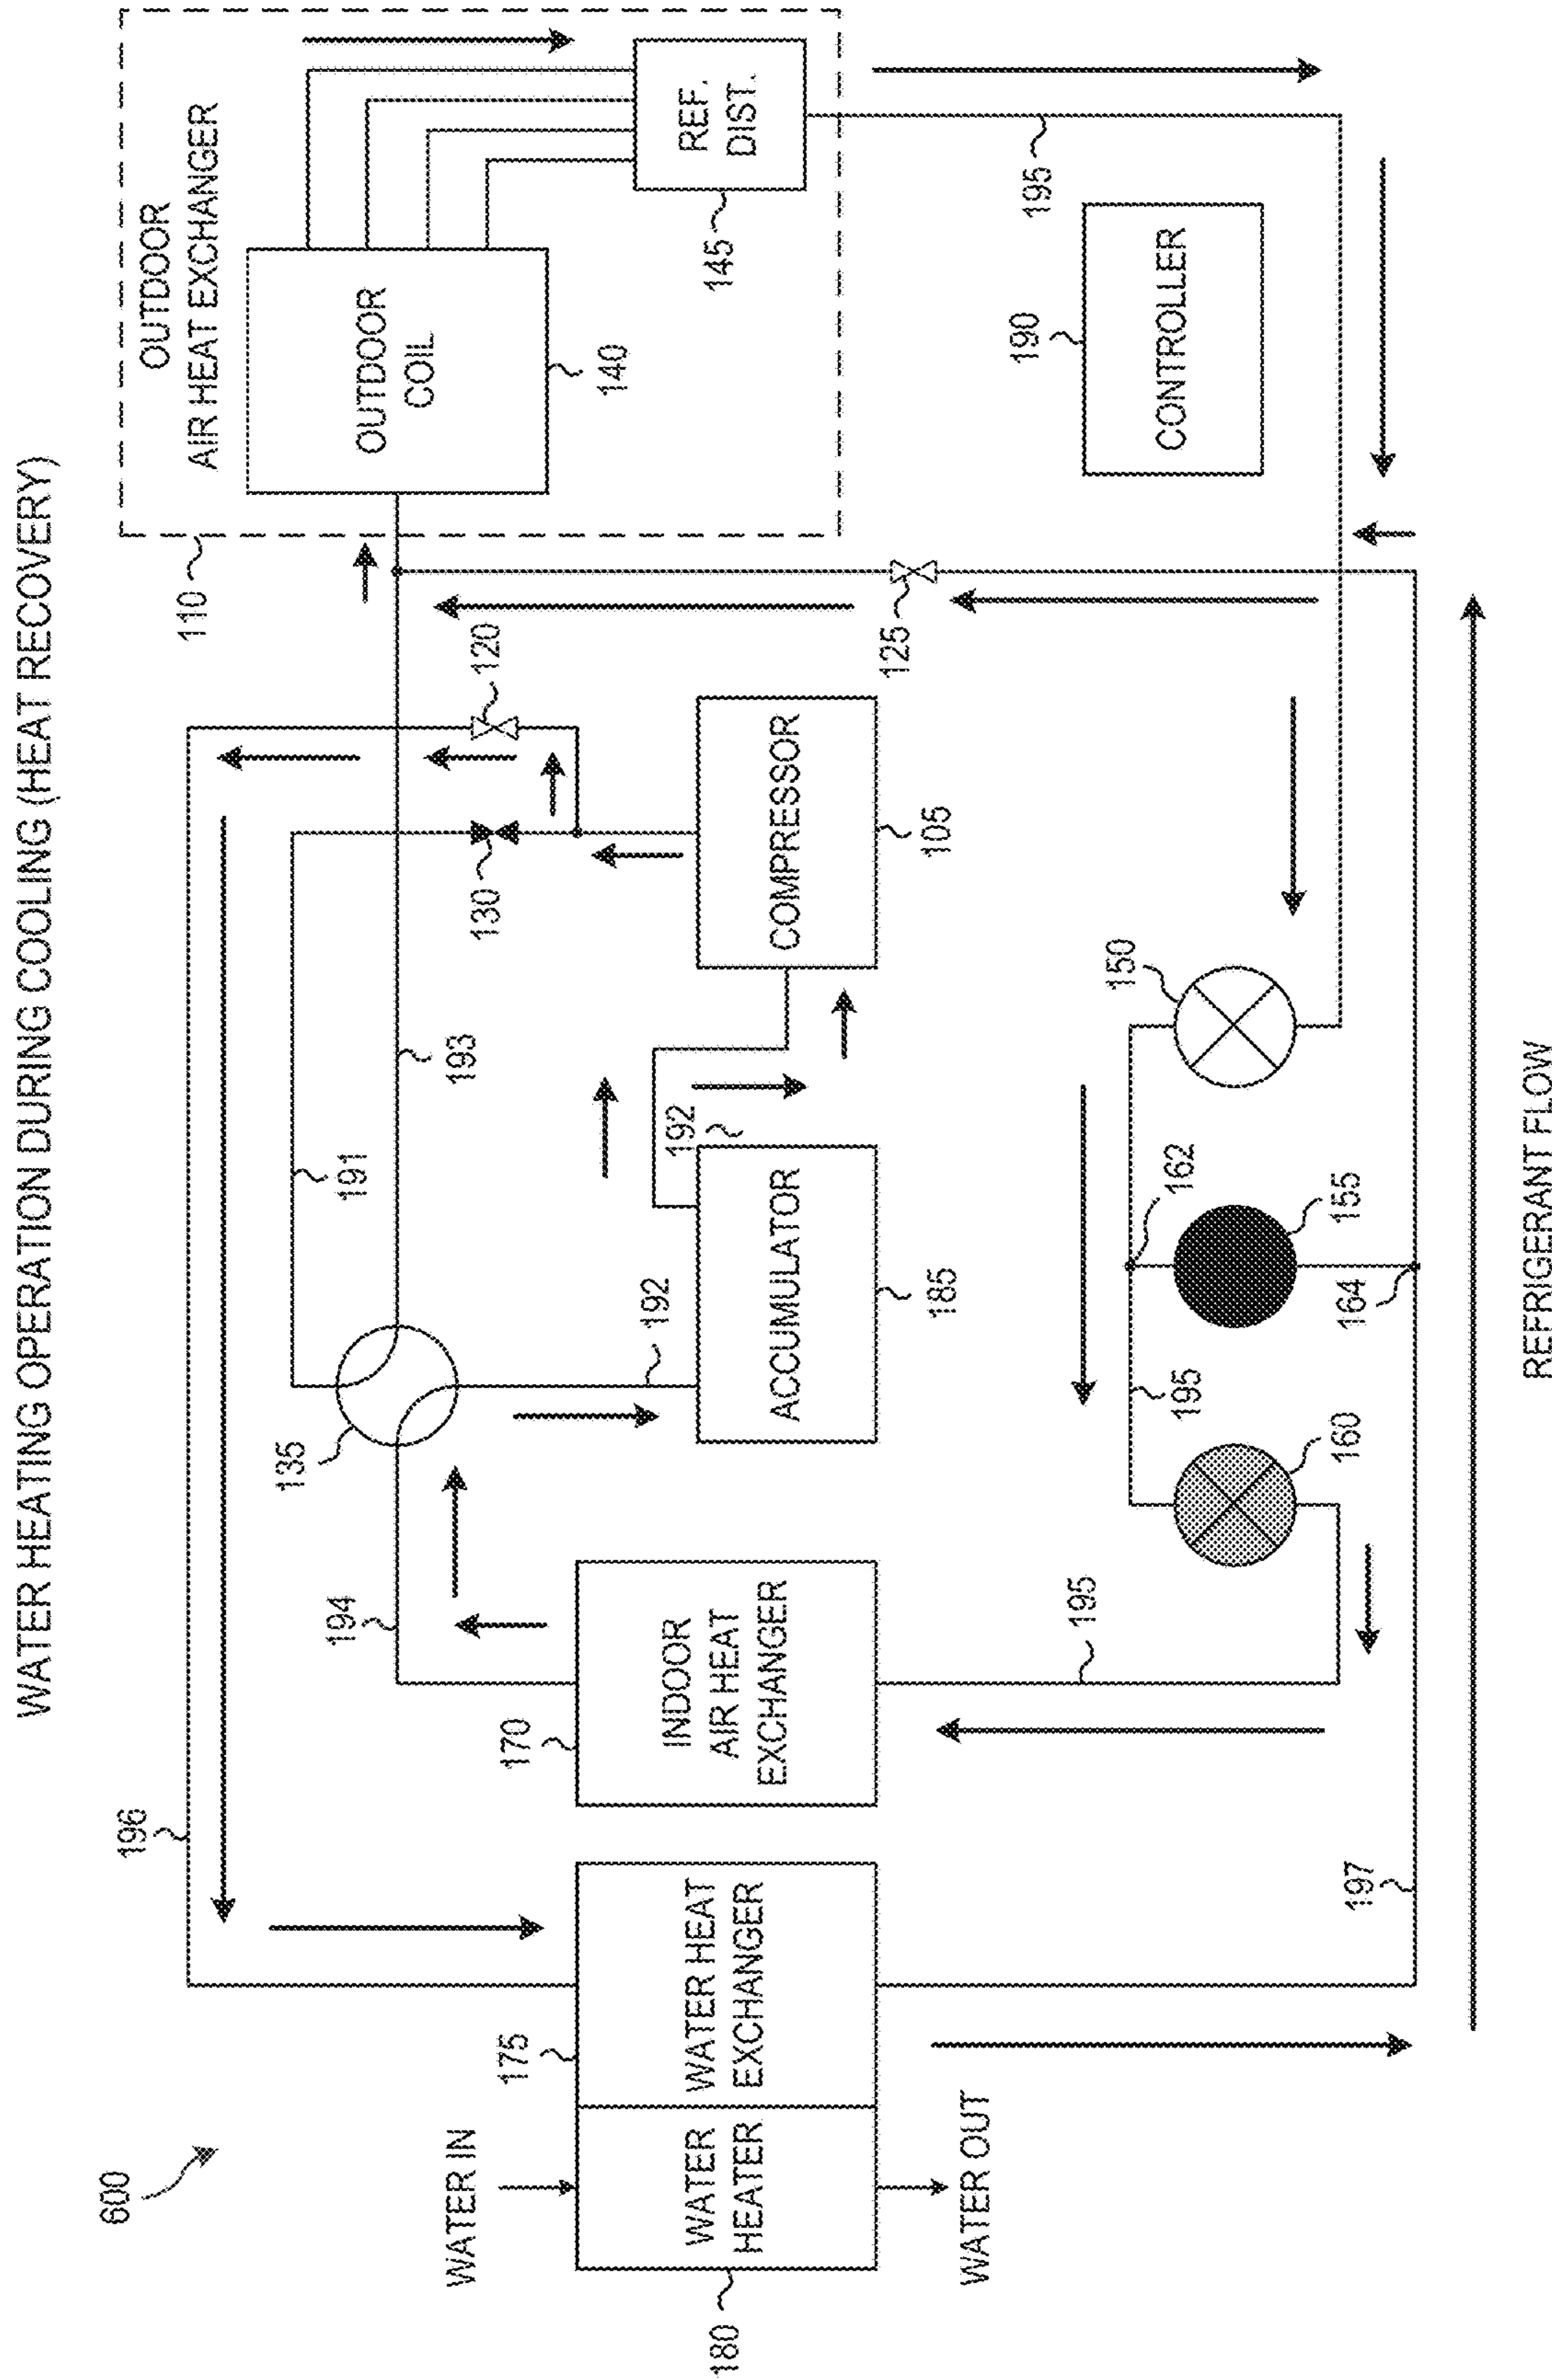 WATER HEATING OPERATION DURING COOLING (HEAT RECOVERY)
600
196
110
OUTDOOR
AIR HEAT EXCHANGER
194
135
191
193
130
120
OUTDOOR
COIL
140
REF.
DIST.
145
WATER IN
175
170
192
192
WATER
HEATER
180
WATER HEAT
EXCHANGER
INDOOR
AIR HEAT
EXCHANGER
ACCUMULATOR
185
COMPRESSOR
105
125
WATER OUT
195
195
162
150
190
CONTROLLER
195
197
160
164
155
REFRIGERANT FLOW